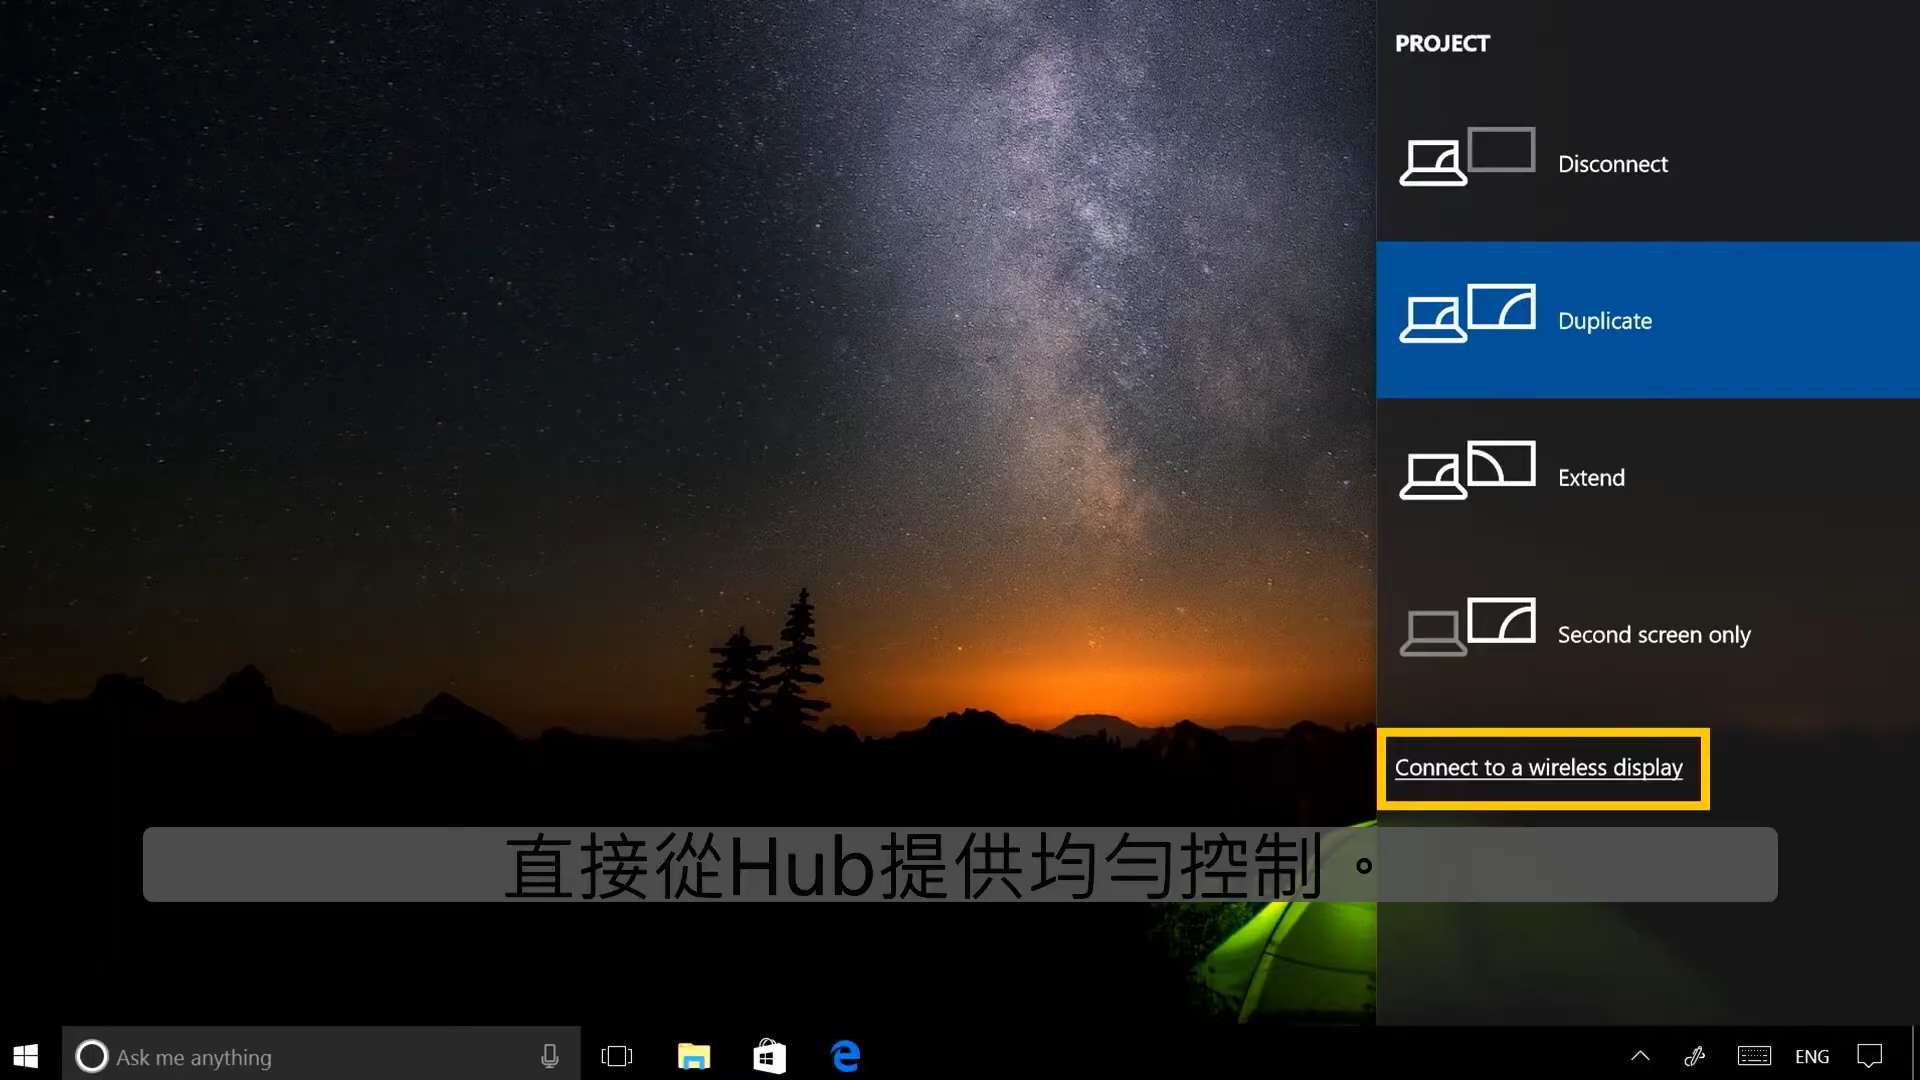 PROJECT
Disconnect
Duplicate
Extend
Second screen only
Connect to a wireless display
直接從Hub提供均勻控制。
Ask me anything
ENG